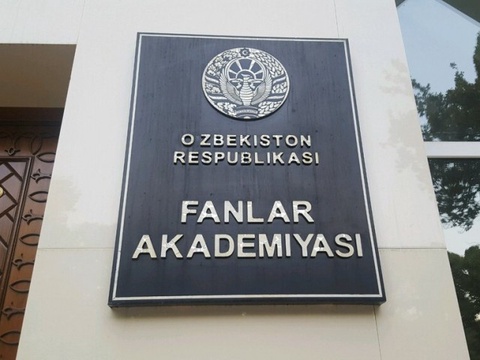 O ZBEKISTON
RESPUBLIKASI
FANLAR
AKADEMIYASI